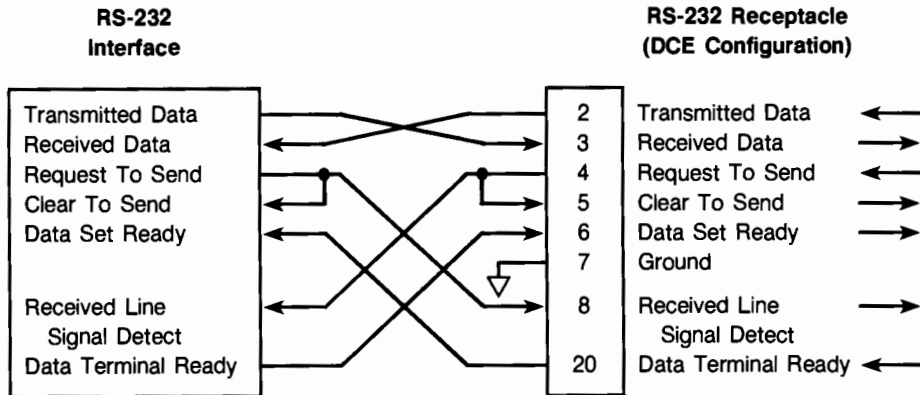 RS-232
Interface
RS-232 Receptacle
(DCE Configuration)
Transmitted Data
Received Data
Request To Send
Clear To Send
Data Set Ready
Received Line
Signal Detect
Data Terminal Ready
2 Transmitted Data
3 Received Data
4 Request To Send
5 Clear To Send
6 Data Set Ready
7 Ground
8 Received Line
Signal Detect
20 Data Terminal Ready